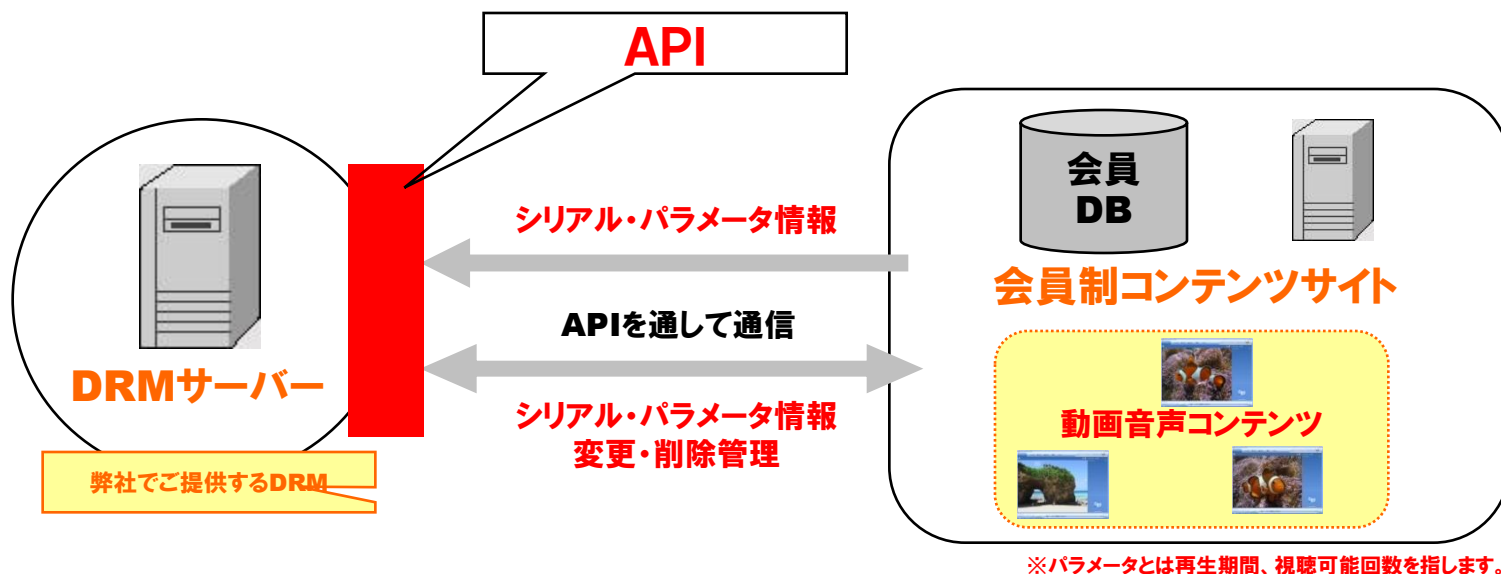 API
会員
DB
会員制コンテンツサイト
シリアル・パラメータ情報
APIを通して通信
シリアル・パラメータ情報
変更・削除管理
DRMサーバー
弊社でご提供するDRM
動画音声コンテンツ
※パラメータとは再生期間、視聴可能回数を指します。